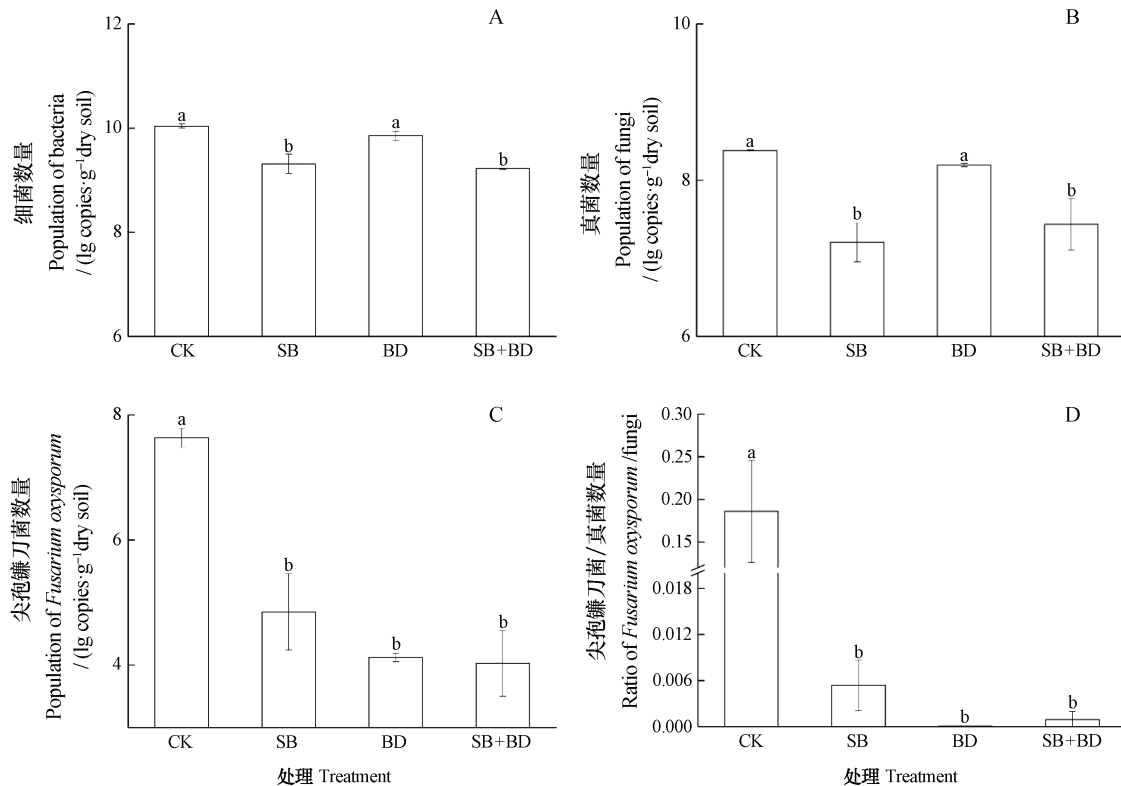 A
12
10
8
6
细菌数量
Population of bacteria
/ (lg copies·g⁻¹dry soil)
a
b
a
b
CK
SB
BD
SB+BD
B
10
8
6
真菌数量
Population of fungi
/ (lg copies·g⁻¹dry soil)
a
b
a
b
CK
SB
BD
SB+BD
C
8
6
4
尖孢镰刀菌数量
Population of Fusarium oxysporum
/ (lg copies·g⁻¹dry soil)
a
b
b
b
CK
SB
BD
SB+BD
处理 Treatment
D
0.30
0.25
0.20
0.15
0.018
0.012
0.006
0.000
尖孢镰刀菌/真菌数量
Ratio of Fusarium oxysporum /fungi
a
b
b
b
CK
SB
BD
SB+BD
处理 Treatment